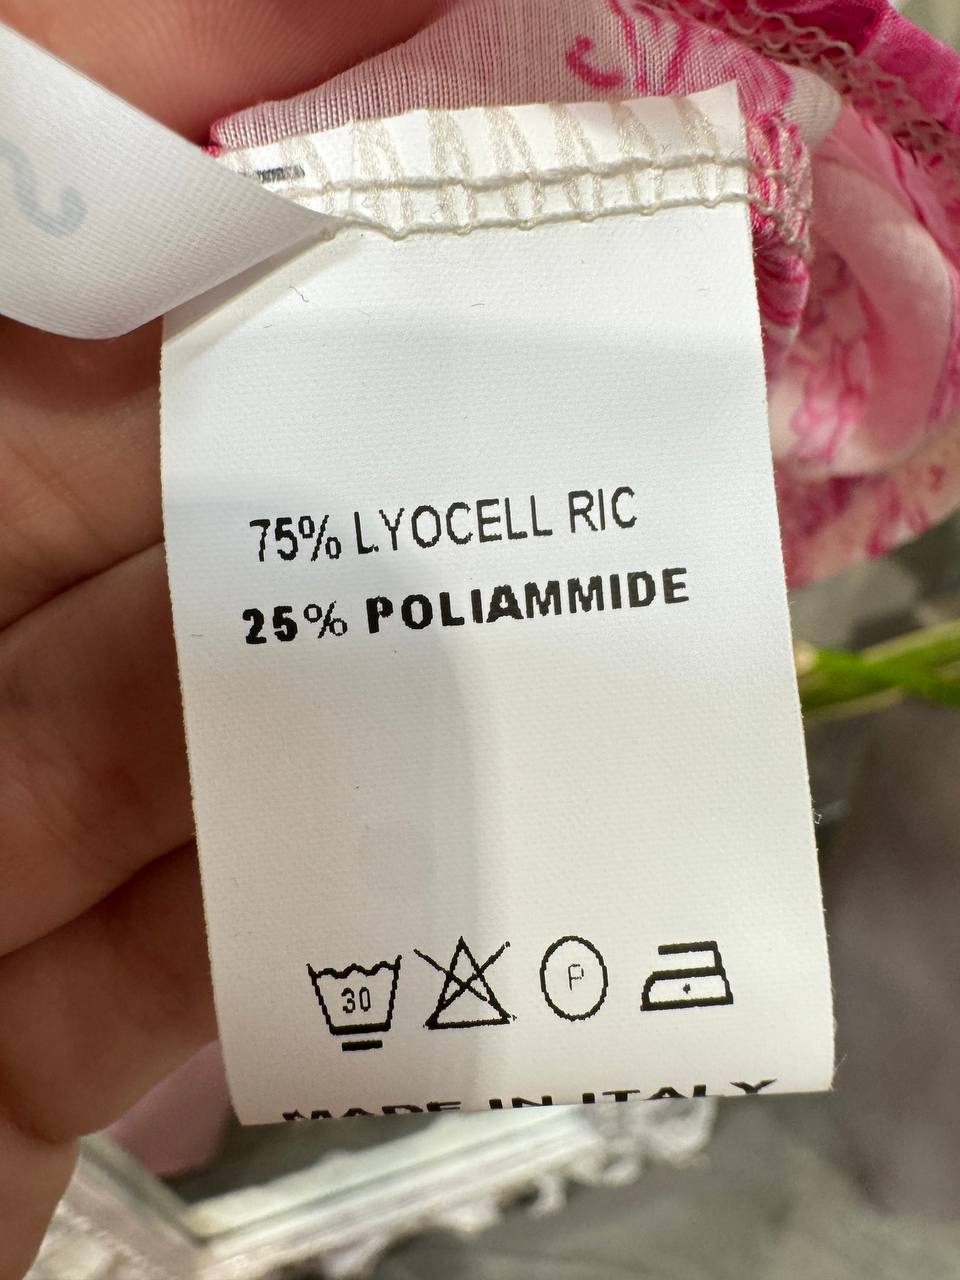 75% LYOCELL RIC
25% POLIAMMIDE
30 P
MADE IN ITALY